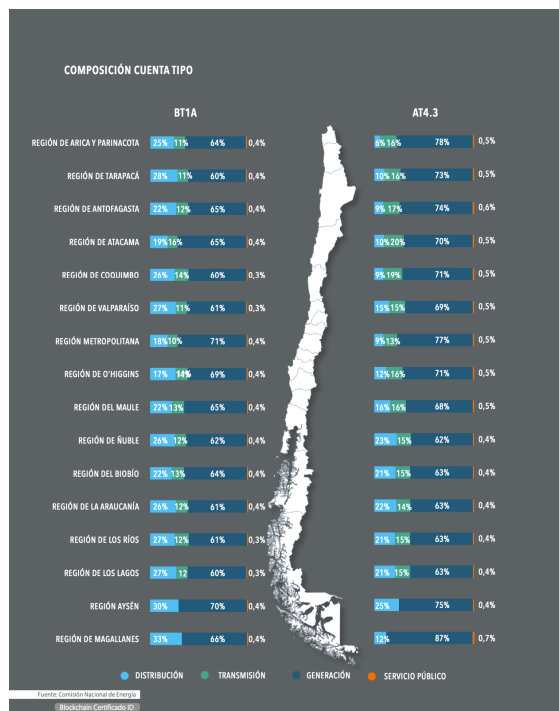 COMPOSICIÓN CUENTA TIPO
BT1A AT4.3
REGIÓN DE ARICA Y PARINACOTA 25% 11% 64% 0,4% 6% 16% 78% 0,5%
REGIÓN DE TARAPACÁ 28% 11% 60% 0,4% 10% 16% 73% 0,5%
REGIÓN DE ANTOFAGASTA 22% 12% 65% 0,4% 9% 17% 74% 0,6%
REGIÓN DE ATACAMA 19% 16% 65% 0,4% 10% 20% 70% 0,5%
REGIÓN DE COQUIMBO 26% 14% 60% 0,3% 9% 19% 71% 0,5%
REGIÓN DE VALPARAÍSO 27% 11% 61% 0,3% 15% 15% 69% 0,5%
REGIÓN METROPOLITANA 18% 10% 71% 0,4% 9% 13% 77% 0,5%
REGIÓN DE O'HIGGINS 17% 14% 69% 0,4% 12% 16% 71% 0,5%
REGIÓN DEL MAULE 22% 13% 65% 0,4% 16% 16% 68% 0,5%
REGIÓN DE ÑUBLE 26% 12% 62% 0,4% 23% 15% 62% 0,4%
REGIÓN DEL BIOBÍO 22% 13% 64% 0,4% 21% 15% 63% 0,4%
REGIÓN DE LA ARAUCANÍA 26% 12% 61% 0,4% 22% 14% 63% 0,4%
REGIÓN DE LOS RÍOS 27% 12% 61% 0,3% 21% 15% 63% 0,4%
REGIÓN DE LOS LAGOS 27% 12 60% 0,3% 21% 15% 63% 0,4%
REGIÓN AYSÉN 30% 70% 0,4% 25% 75% 0,4%
REGIÓN DE MAGALLANES 33% 66% 0,4% 12% 87% 0,7%
DISTRIBUCIÓN TRANSMISIÓN GENERACIÓN SERVICIO PÚBLICO
Fuente: Comisión Nacional de Energía
Blockchain Certificado ID